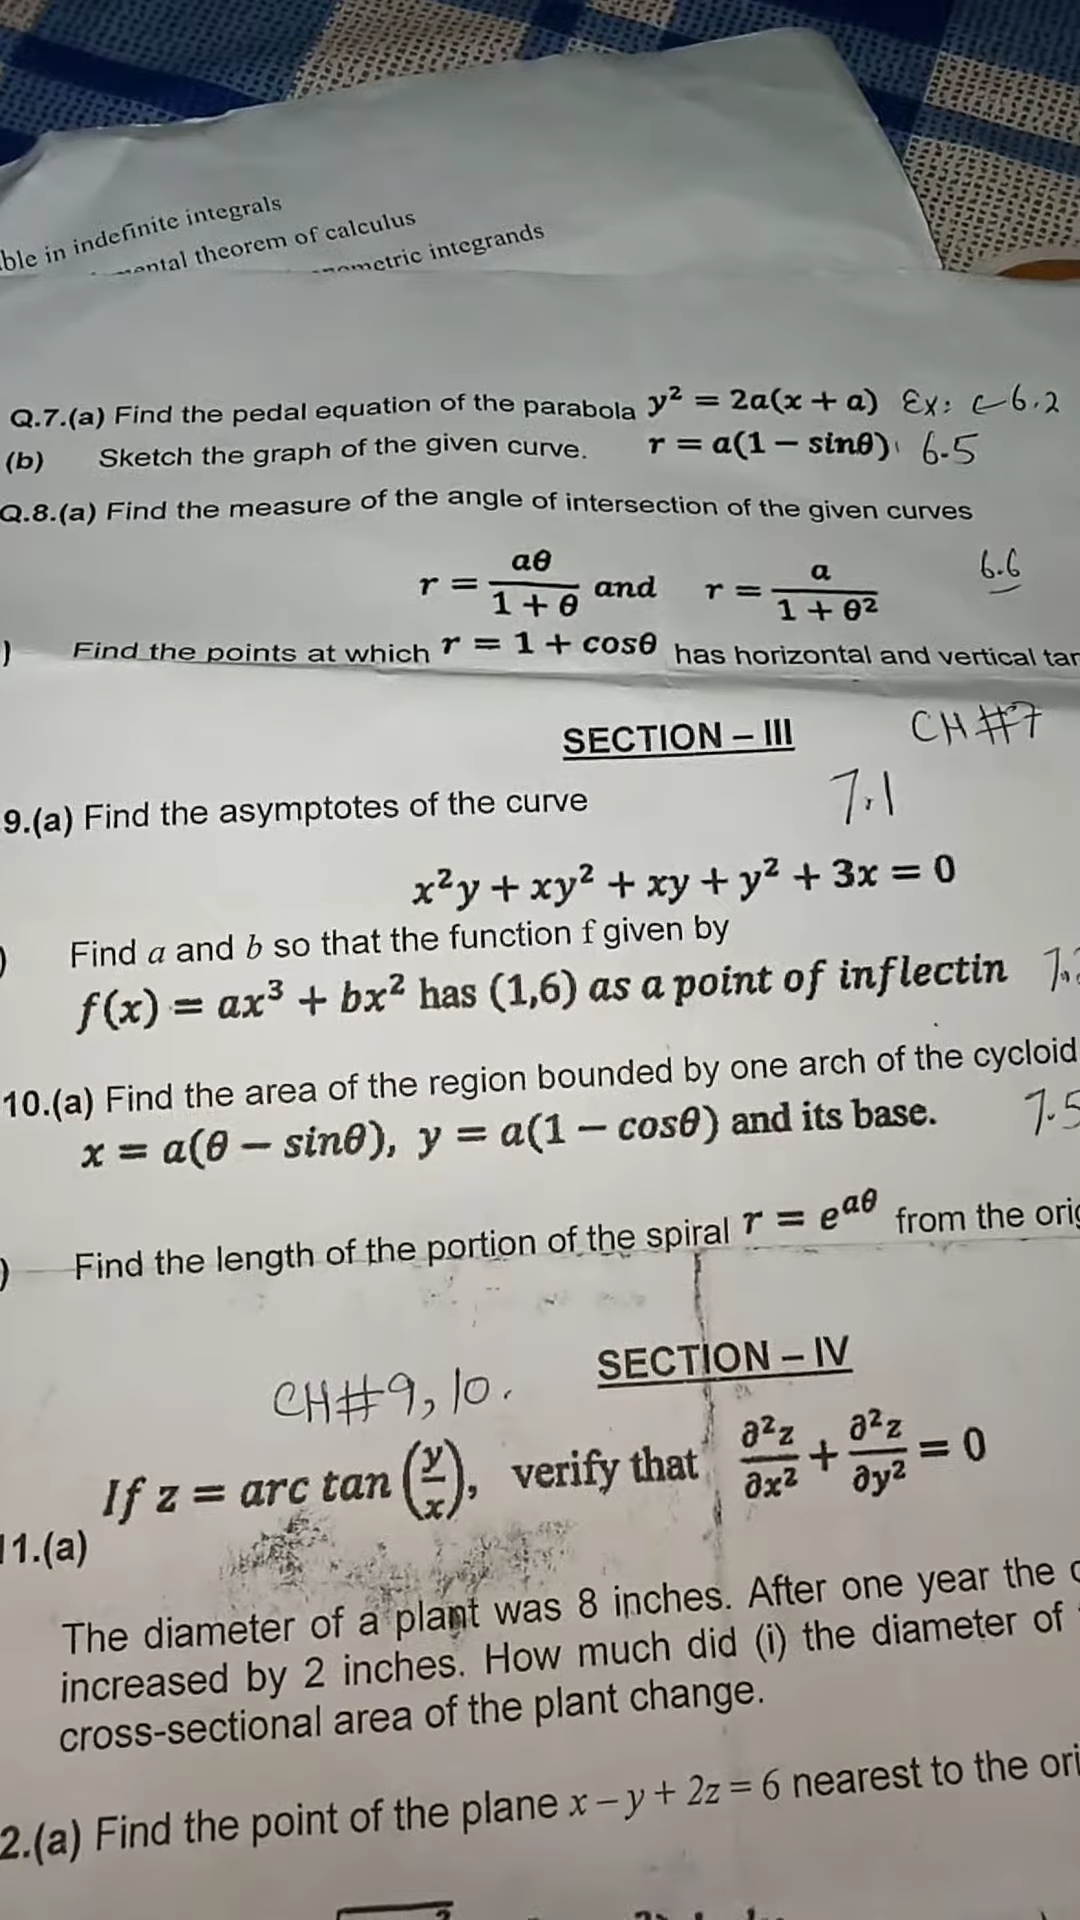 ble in indefinite integrals
ental theorem of calculus
ometric integrands
Q.7.(a) Find the pedal equation of the parabola y² = 2a(x + a) Ex: 6.2
(b) Sketch the graph of the given curve. r = a(1 − sinθ) 6.5
Q.8.(a) Find the measure of the angle of intersection of the given curves
r = aθ/(1 + θ) and r = a/(1 + θ²) 6.6
) Find the points at which r = 1 + cosθ has horizontal and vertical tan
SECTION – III CH#7
9.(a) Find the asymptotes of the curve 7.1
x²y + xy² + xy + y² + 3x = 0
) Find a and b so that the function f given by
f(x) = ax³ + bx² has (1,6) as a point of inflectin
10.(a) Find the area of the region bounded by one arch of the cycloid
x = a(θ − sinθ), y = a(1 − cosθ) and its base. 7.5
) Find the length of the portion of the spiral r = e^(aθ) from the orig
SECTION – IV
CH#9, 10.
If z = arc tan (y/x), verify that ∂²z/∂x² + ∂²z/∂y² = 0
11.(a)
The diameter of a plant was 8 inches. After one year the
increased by 2 inches. How much did (i) the diameter of
cross-sectional area of the plant change.
2.(a) Find the point of the plane x – y + 2z = 6 nearest to the ori